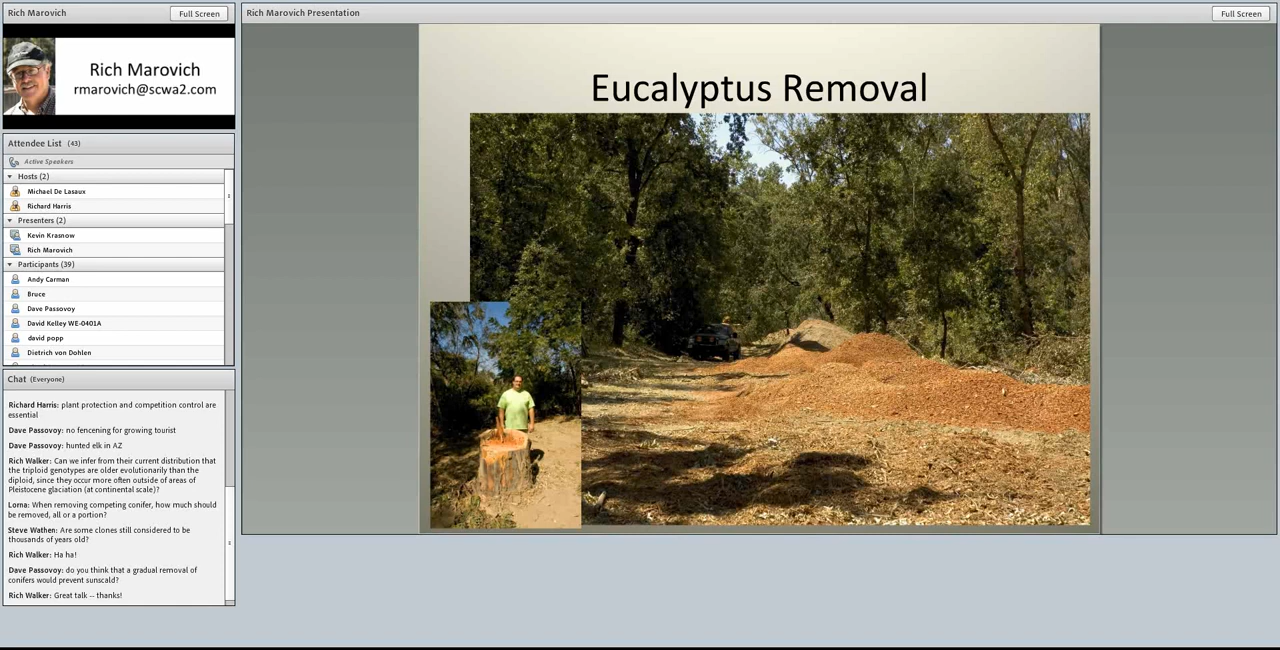 Rich Marovich
Full Screen
Rich Marovich
rmarovich@scwa2.com
Attendee List (43)
Active Speakers
Hosts (2)
Michael De Lasaux
Richard Harris
Presenters (2)
Kevin Krasnow
Rich Marovich
Participants (39)
Andy Carman
Bruce
Dave Passovoy
David Kelley WE-0401A
david popp
Dietrich von Dohlen
Chat (Everyone)
Richard Harris: plant protection and competition control are
essential
Dave Passovoy: no fencening for growing tourist
Dave Passovoy: hunted elk in AZ
Rich Walker: Can we infer from their current distribution that
the triploid genotypes are older evolutionarily than the
diploid, since they occur more often outside of areas of
Pleistocene glaciation (at continental scale)?
Lorna: When removing competing conifer, how much should
be removed, all or a portion?
Steve Wathen: Are some clones still considered to be
thousands of years old?
Rich Walker: Ha ha!
Dave Passovoy: do you think that a gradual removal of
conifers would prevent sunscald?
Rich Walker: Great talk -- thanks!
Rich Marovich Presentation
Full Screen
Eucalyptus Removal